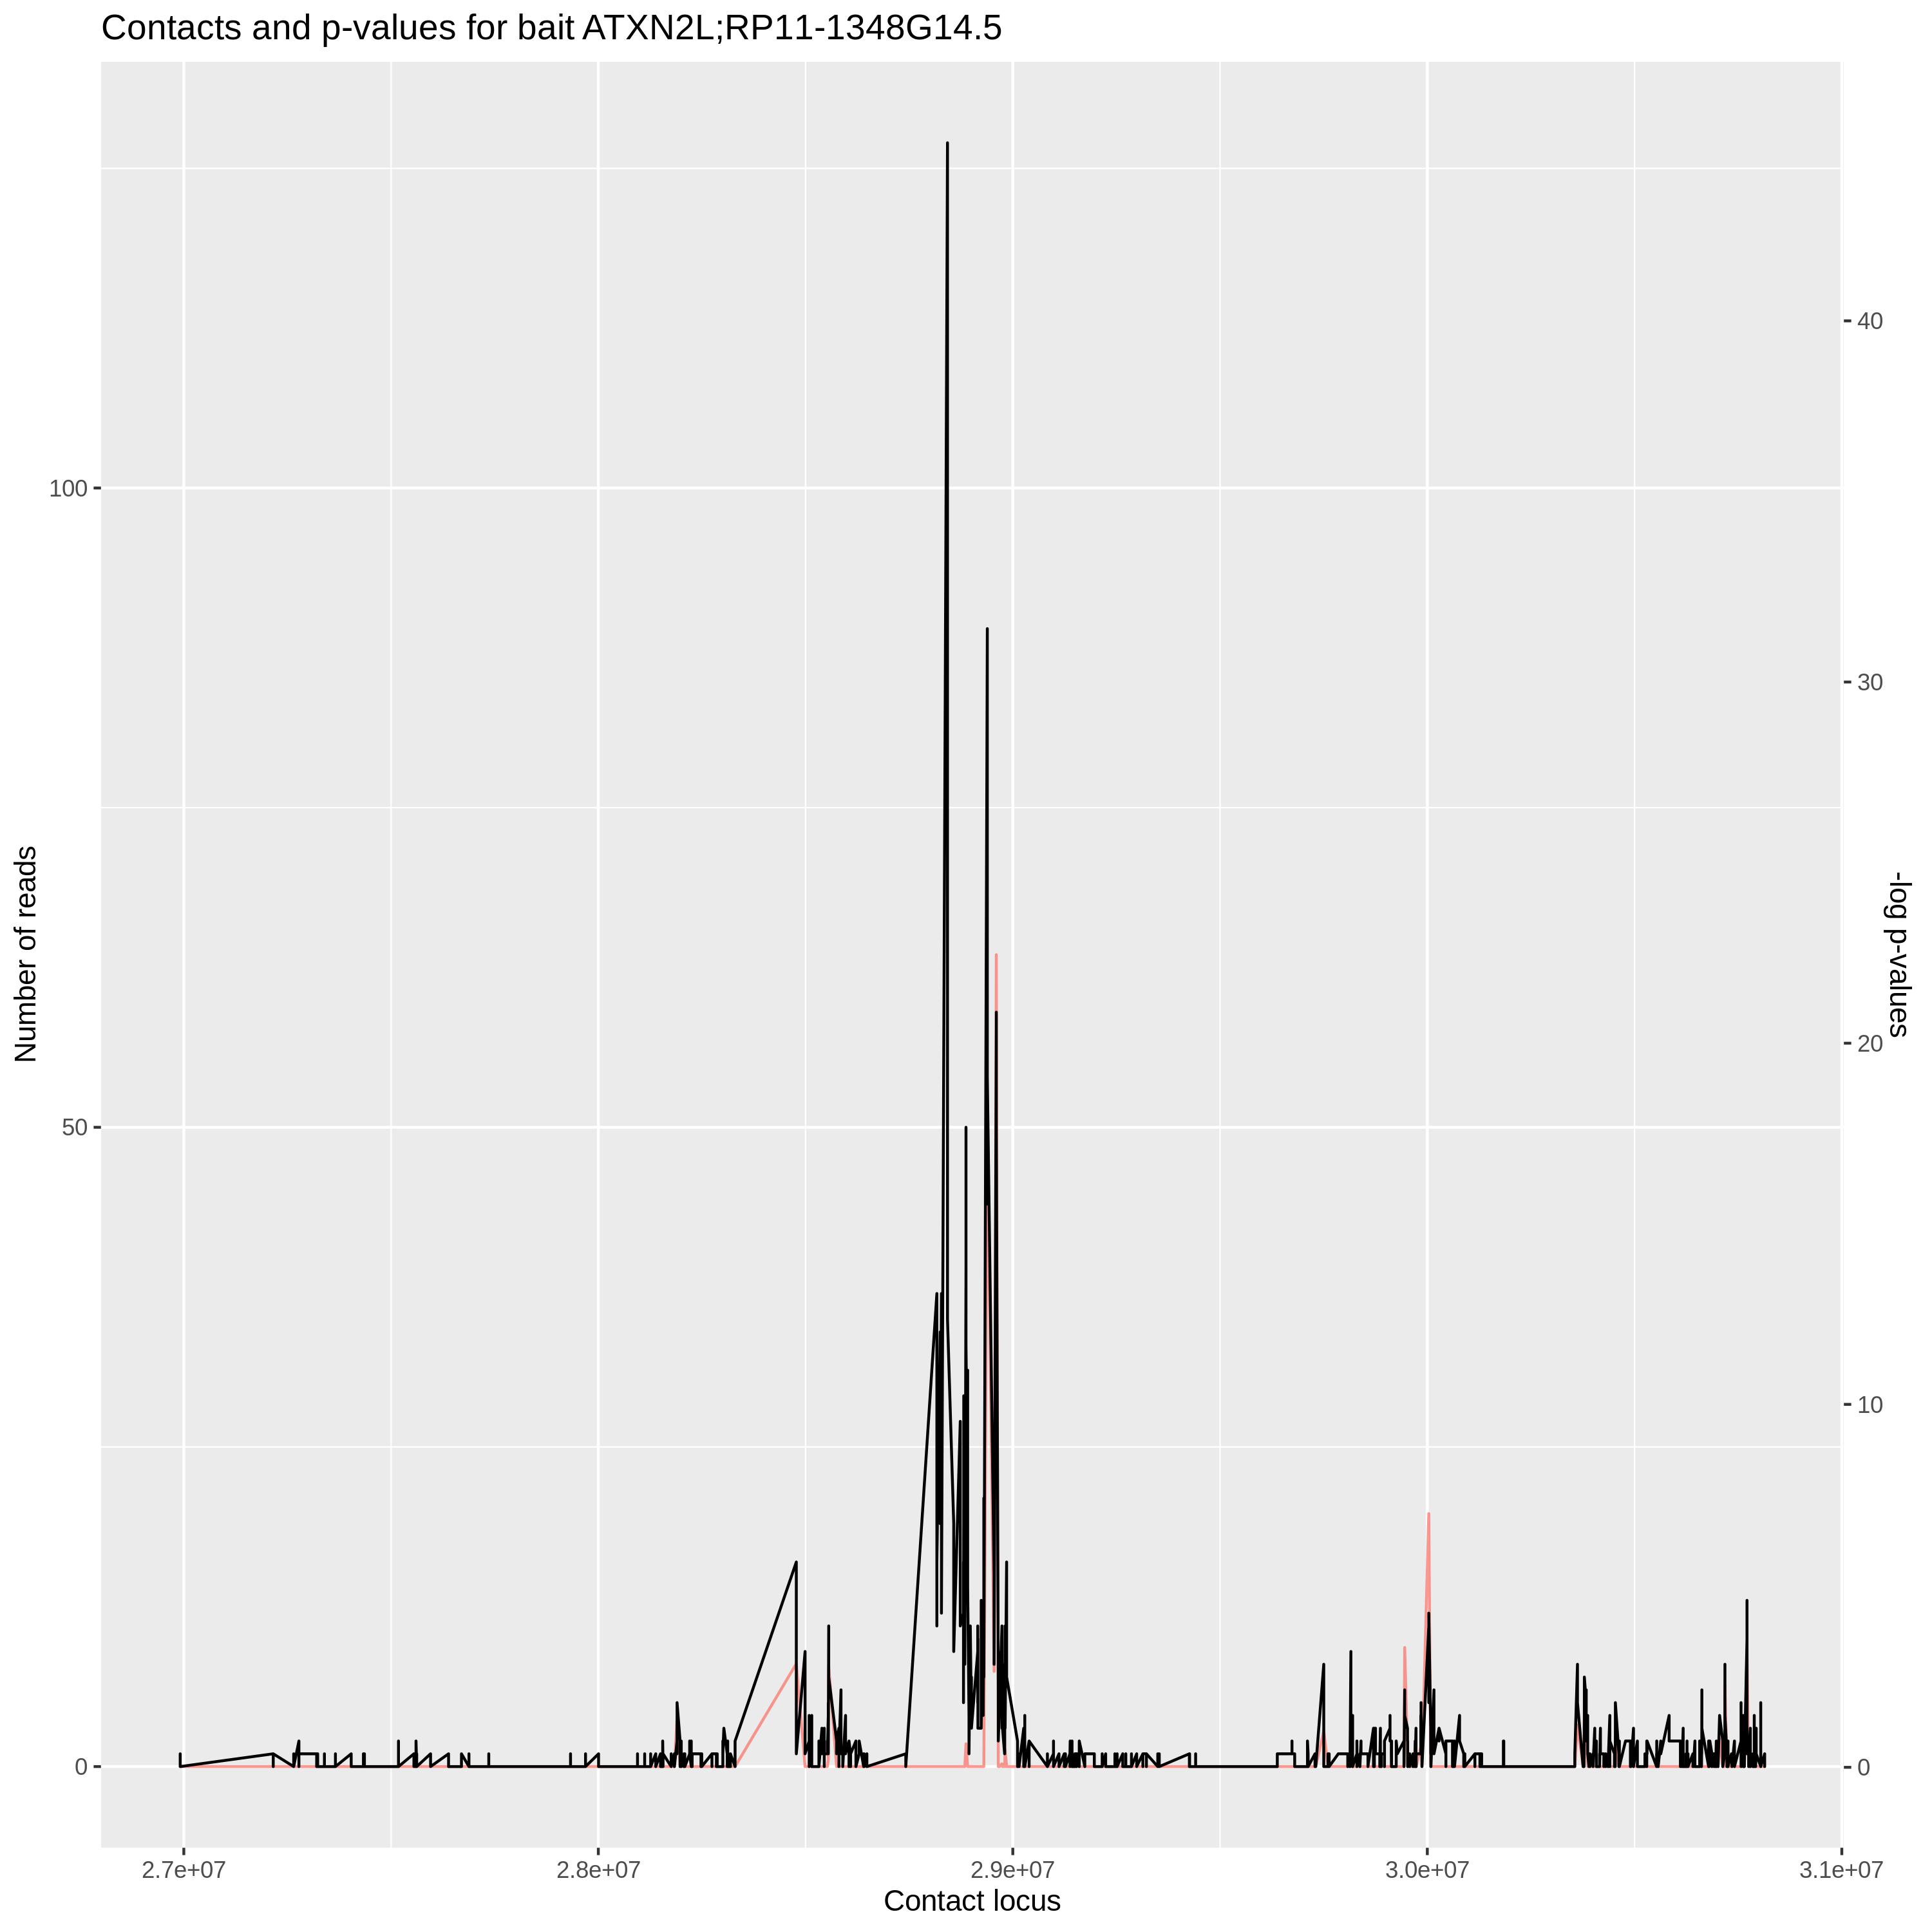 Contacts and p-values for bait ATXN2L;RP11-1348G14.5
100
50
0
Number of reads
40
30
20
10
0
-log p-values
2.7e+07
2.8e+07
2.9e+07
3.0e+07
3.1e+07
Contact locus